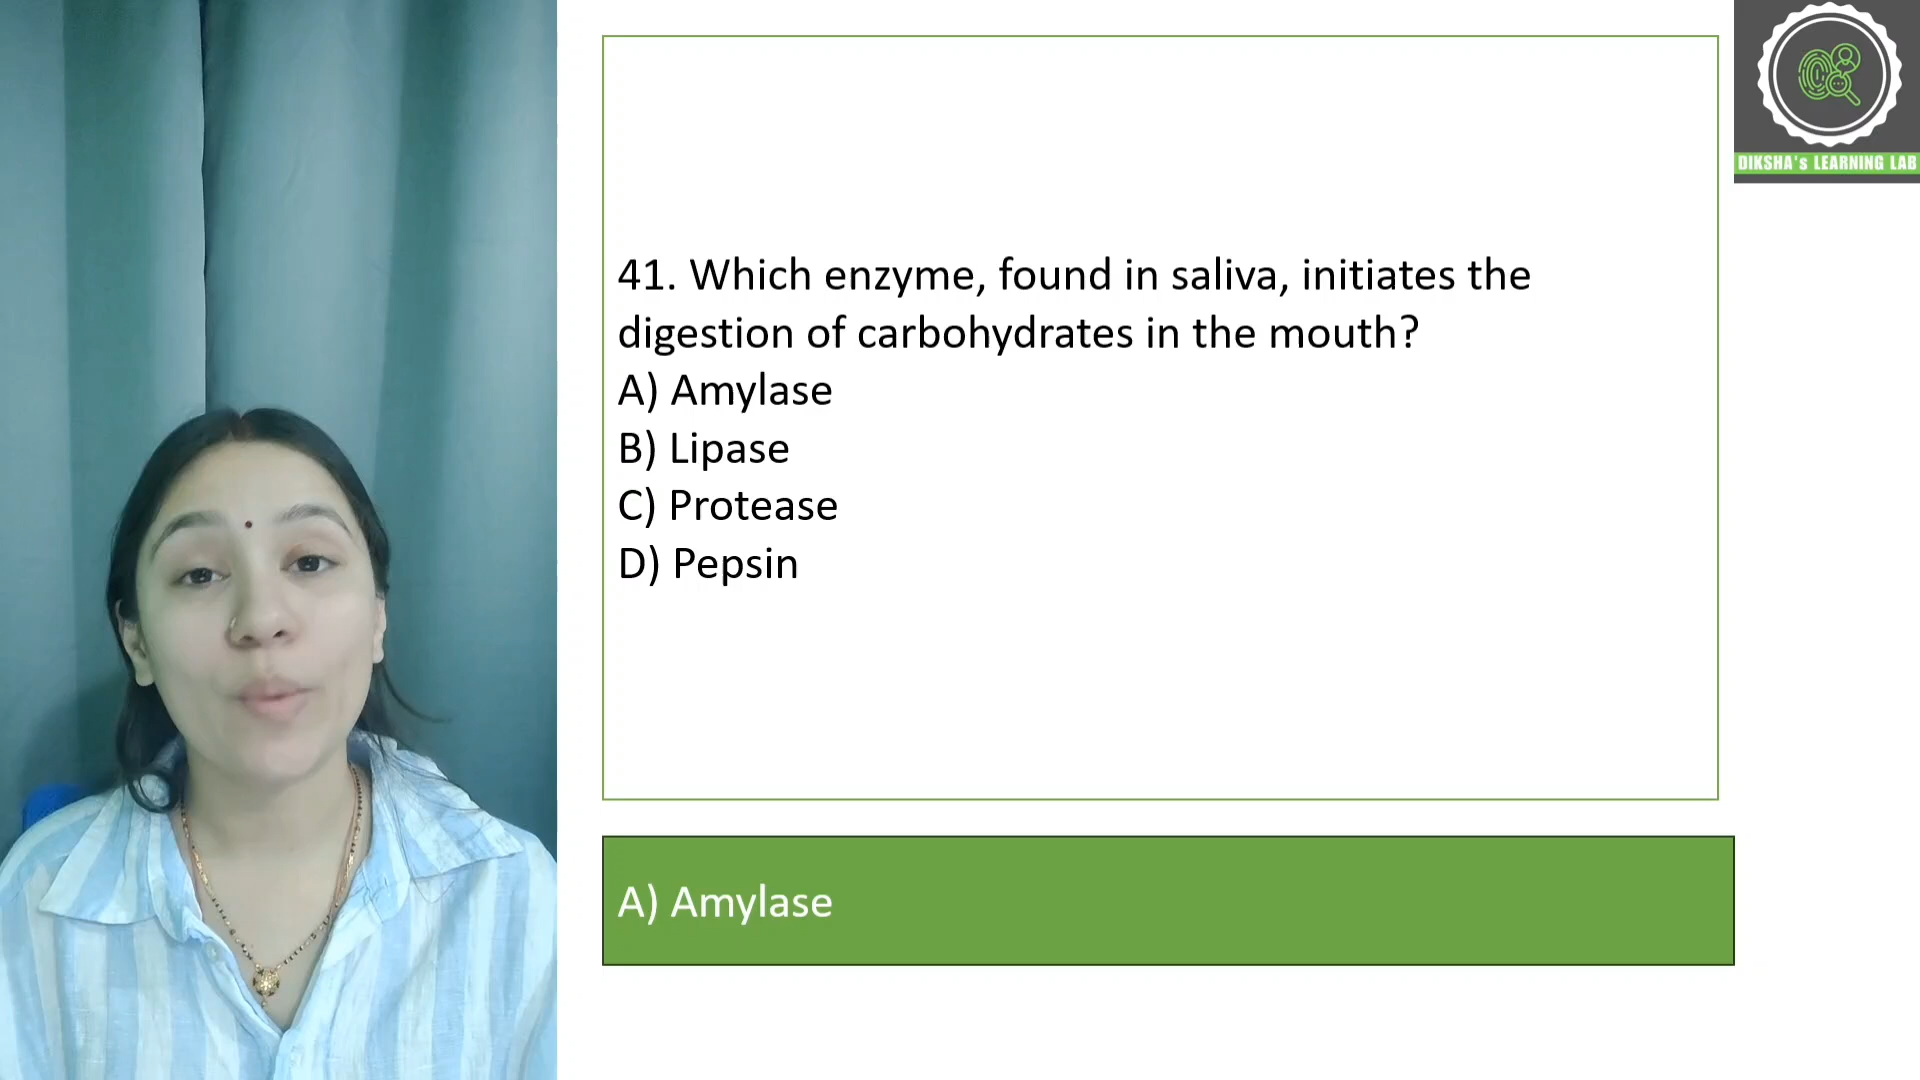 DIKSHA's LEARNING LAB
41. Which enzyme, found in saliva, initiates the
digestion of carbohydrates in the mouth?
A) Amylase
B) Lipase
C) Protease
D) Pepsin
A) Amylase